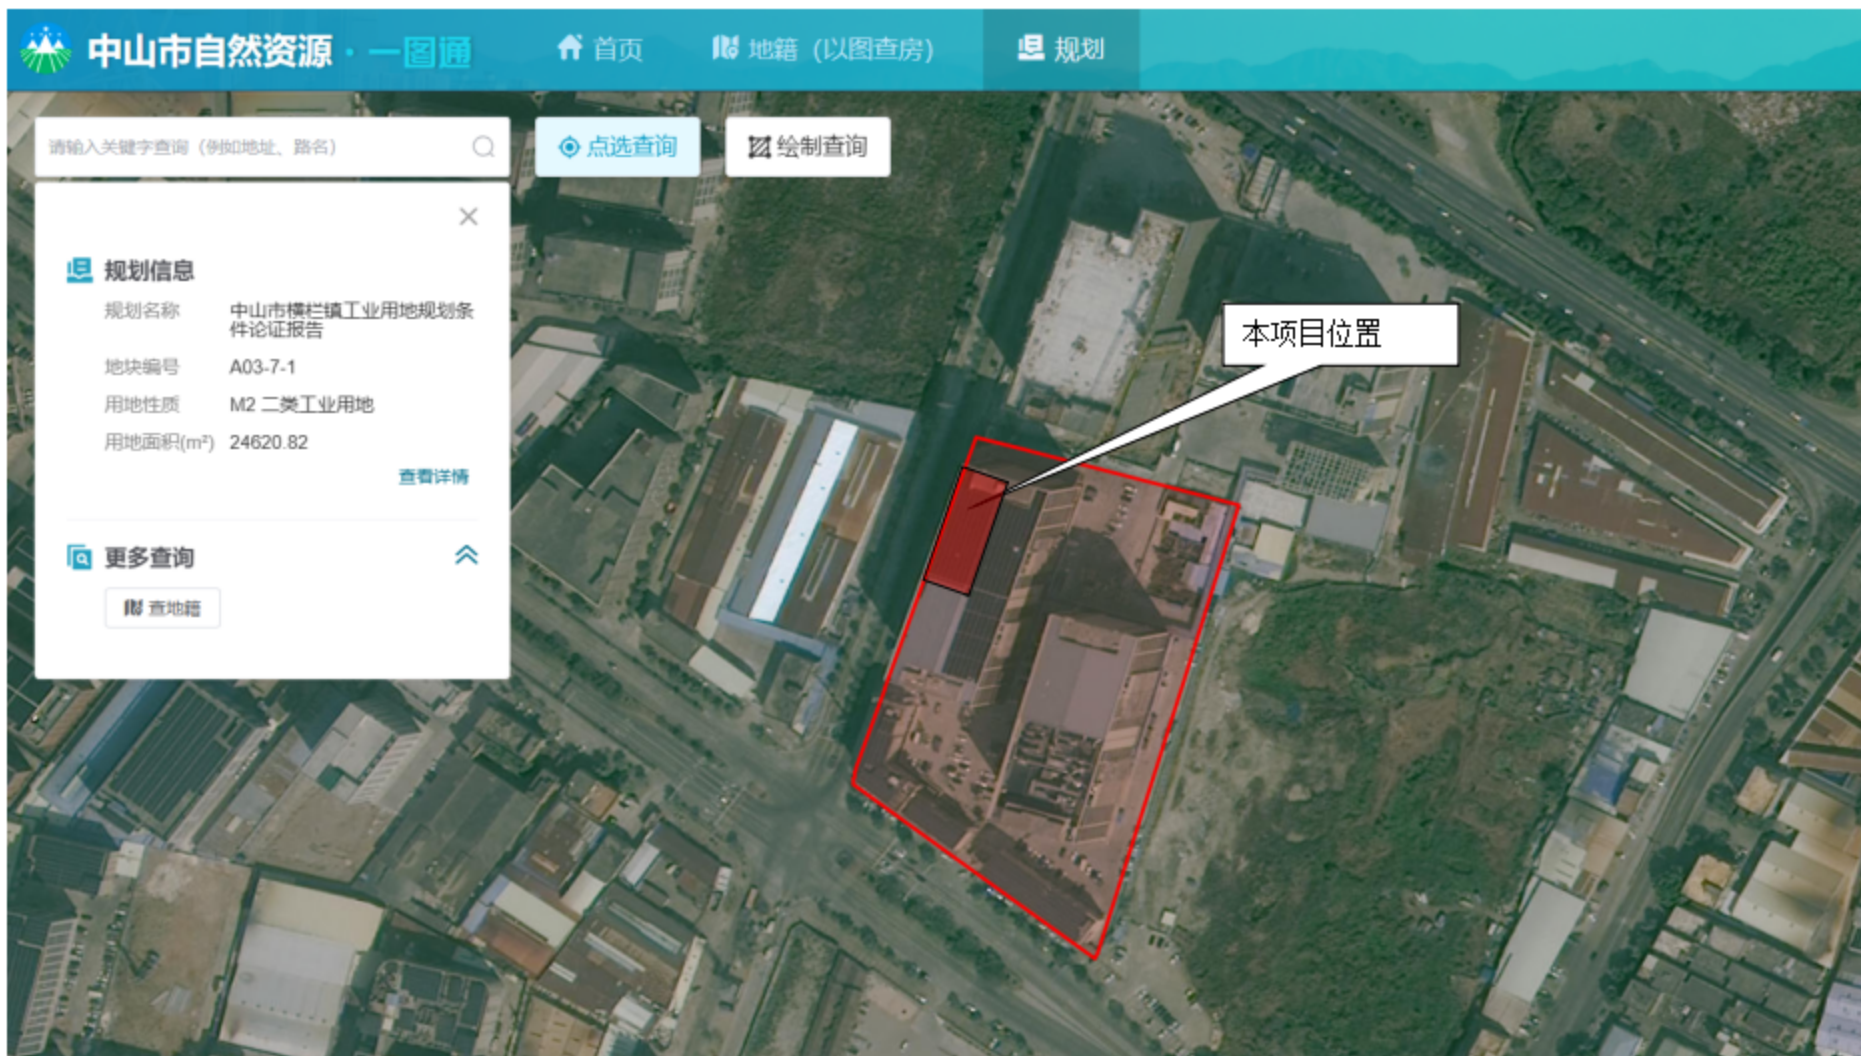 中山市自然资源·一图通
首页
地籍（以图查房）
规划
请输入关键字查询（例如地址、路名）
点选查询
绘制查询
规划信息
规划名称
中山市横栏镇工业用地规划条
件论证报告
地块编号
A03-7-1
用地性质
M2 二类工业用地
用地面积(m²)
24620.82
查看详情
更多查询
查地籍
本项目位置